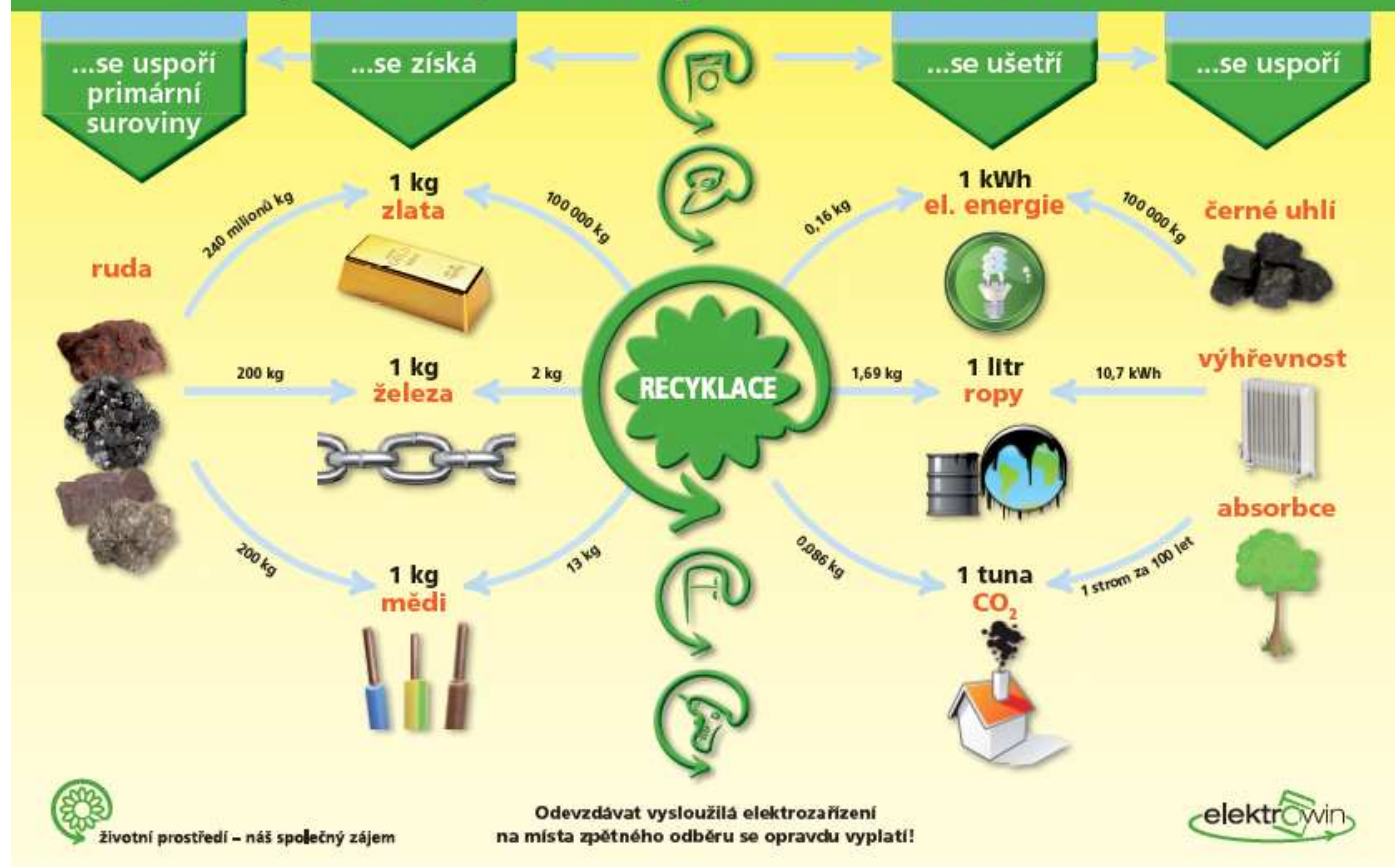 ...se uspoří
primární
suroviny
...se získá
...se ušetří
...se uspoří
ruda
240 milionů kg
1 kg
zlata
100 000 kg
200 kg
1 kg
železa
2 kg
200 kg
1 kg
mědi
13 kg
RECYKLACE
0,16 kg
1 kWh
el. energie
100 000 kg
černé uhlí
1,69 kg
1 litr
ropy
10,7 kWh
výhřevnost
0,086 kg
1 tuna
CO₂
1 strom za 100 let
absorbce
životní prostředí – náš společný zájem
Odevzdávat vysloužilá elektrozařízení
na místa zpětného odběru se opravdu vyplatí!
elektrowin